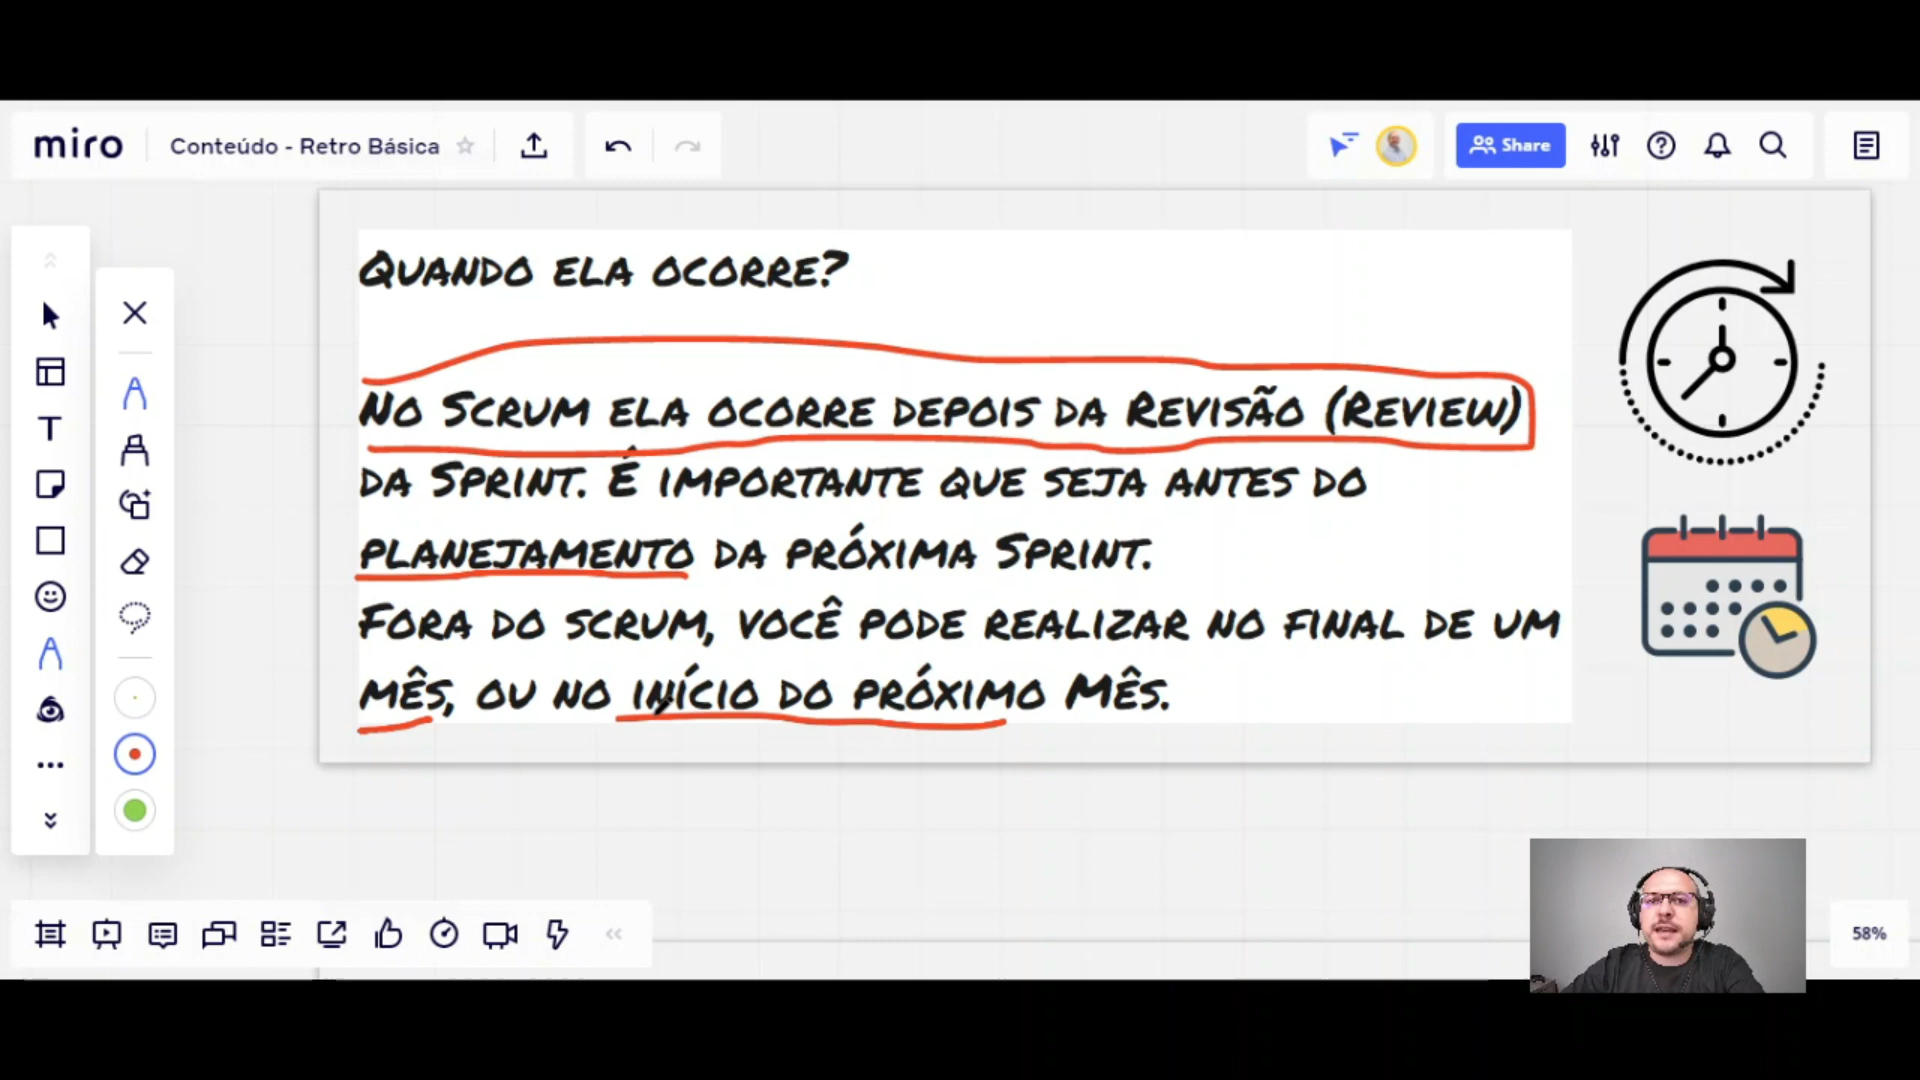 miro
Conteúdo - Retro Básica
Share
Quando ela ocorre?
No Scrum ela ocorre depois da Revisão (Review)
da Sprint. É importante que seja antes do
planejamento da próxima Sprint.
Fora do scrum, você pode realizar no final de um
mês, ou no início do próximo Mês.
58%